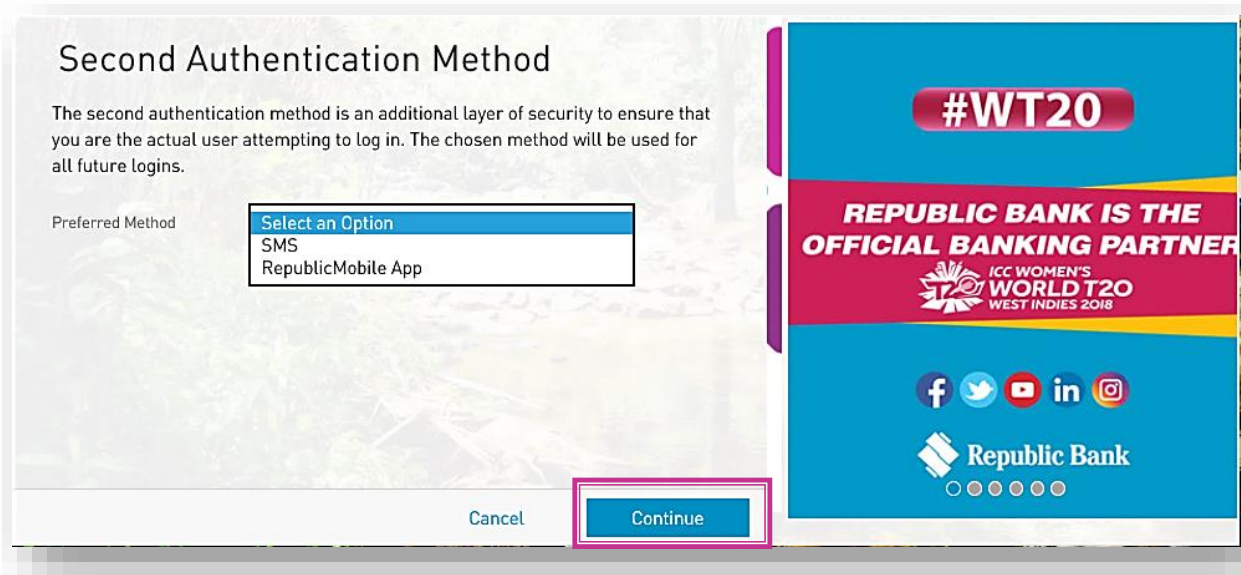 Second Authentication Method
The second authentication method is an additional layer of security to ensure that
you are the actual user attempting to log in. The chosen method will be used for
all future logins.
Preferred Method
Select an Option
SMS
RepublicMobile App
Cancel
Continue
#WT20
REPUBLIC BANK IS THE
OFFICIAL BANKING PARTNER
ICC WOMEN'S
WORLD T20
WEST INDIES 2018
T20
f
in
Republic Bank